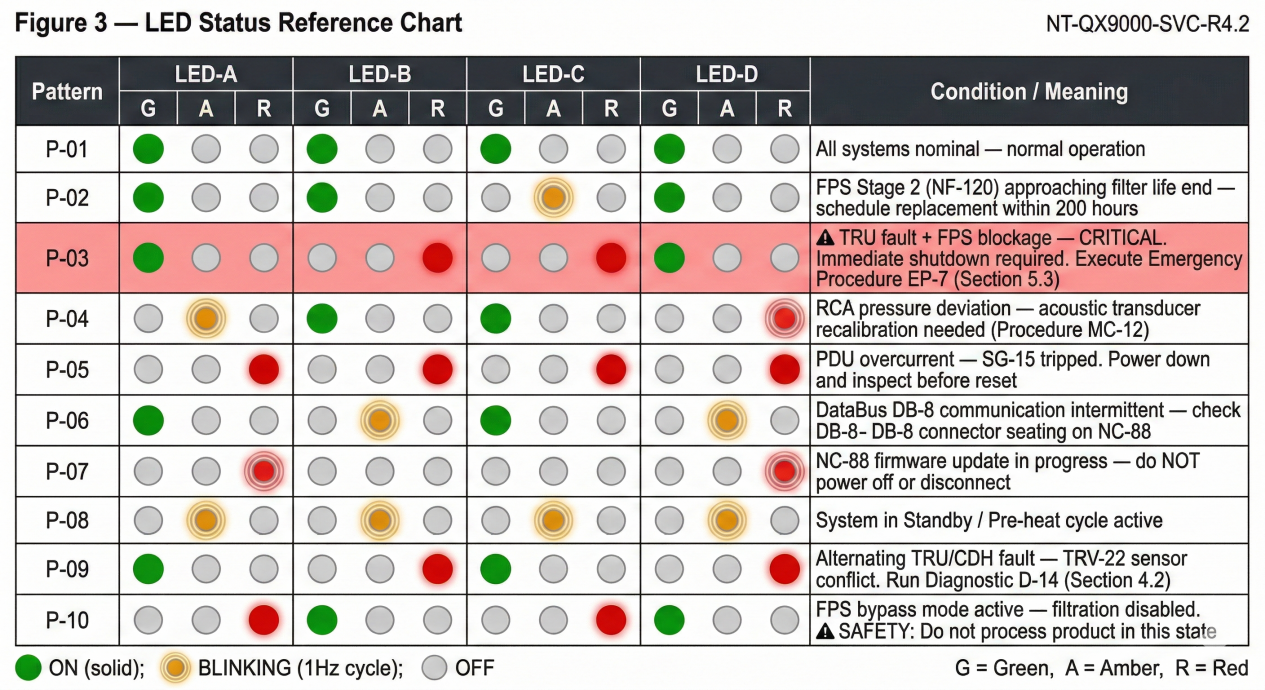 Figure 3 — LED Status Reference Chart
NT-QX9000-SVC-R4.2
Pattern LED-A LED-B LED-C LED-D Condition / Meaning
G A R G A R G A R G A R
P-01 All systems nominal — normal operation
P-02 FPS Stage 2 (NF-120) approaching filter life end —
schedule replacement within 200 hours
P-03 ⚠ TRU fault + FPS blockage — CRITICAL.
Immediate shutdown required. Execute Emergency
Procedure EP-7 (Section 5.3)
P-04 RCA pressure deviation — acoustic transducer
recalibration needed (Procedure MC-12)
P-05 PDU overcurrent — SG-15 tripped. Power down
and inspect before reset
P-06 DataBus DB-8 communication intermittent — check
DB-8- DB-8 connector seating on NC-88
P-07 NC-88 firmware update in progress — do NOT
power off or disconnect
P-08 System in Standby / Pre-heat cycle active
P-09 Alternating TRU/CDH fault — TRV-22 sensor
conflict. Run Diagnostic D-14 (Section 4.2)
P-10 FPS bypass mode active — filtration disabled.
⚠ SAFETY: Do not process product in this state
ON (solid); BLINKING (1Hz cycle); OFF
G = Green, A = Amber, R = Red